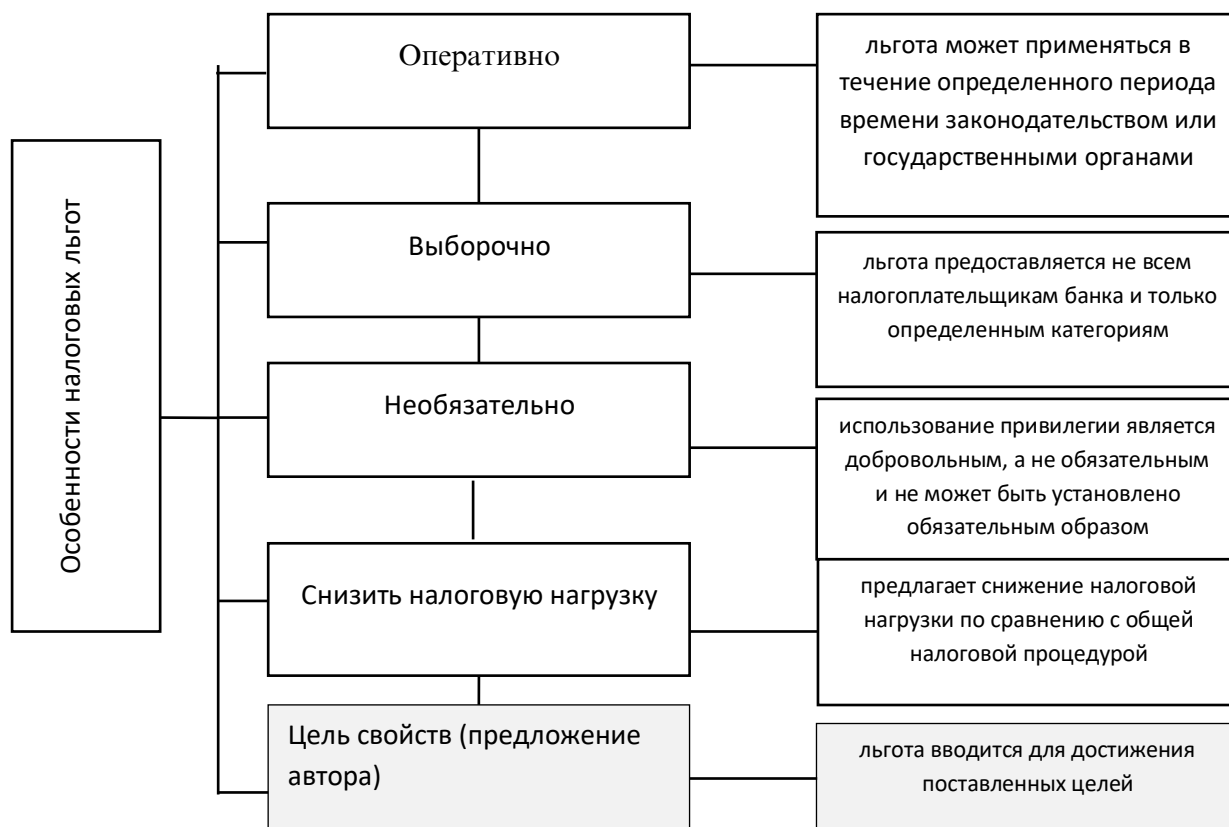 Особенности налоговых льгот
Оперативно
льгота может применяться в
течение определенного периода
времени законодательством или
государственными органами
Выборочно
льгота предоставляется не всем
налогоплательщикам банка и только
определенным категориям
Необязательно
использование привилегии является
добровольным, а не обязательным
и не может быть установлено
обязательным образом
Снизить налоговую нагрузку
предлагает снижение налоговой
нагрузки по сравнению с общей
налоговой процедурой
Цель свойств (предложение
автора)
льгота вводится для достижения
поставленных целей